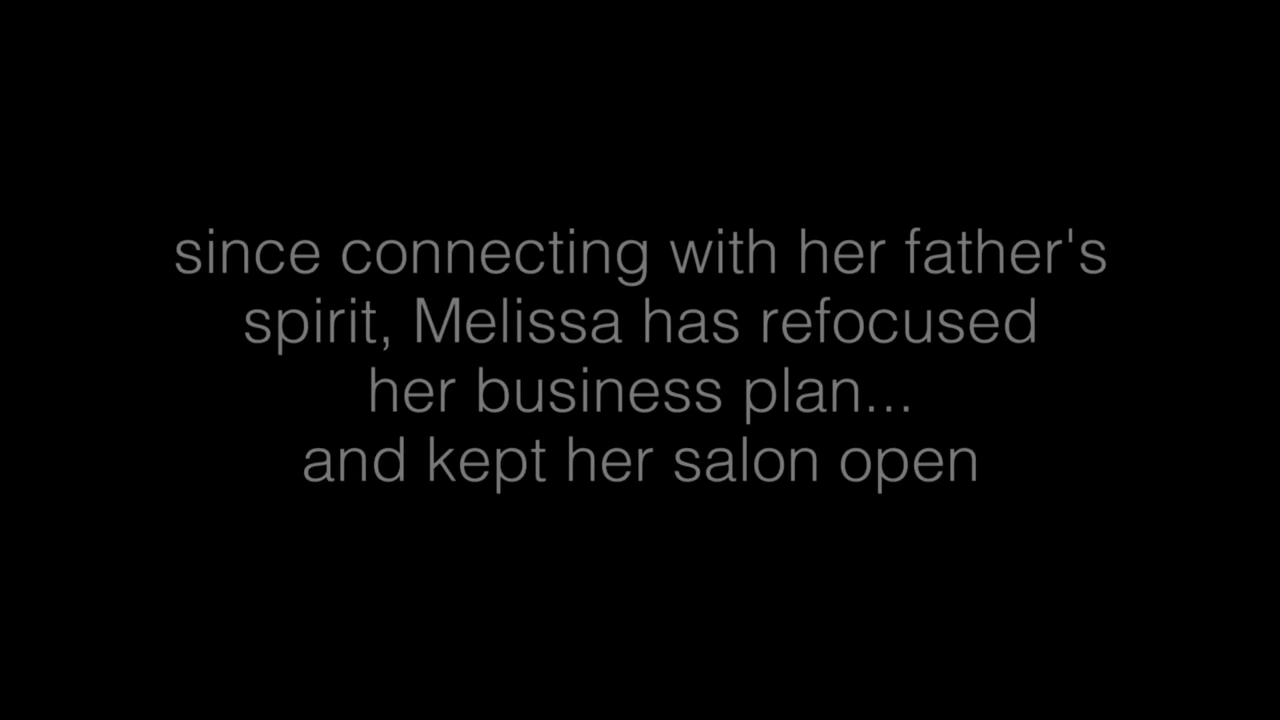 since connecting with her father's
spirit, Melissa has refocused
her business plan...
and kept her salon open